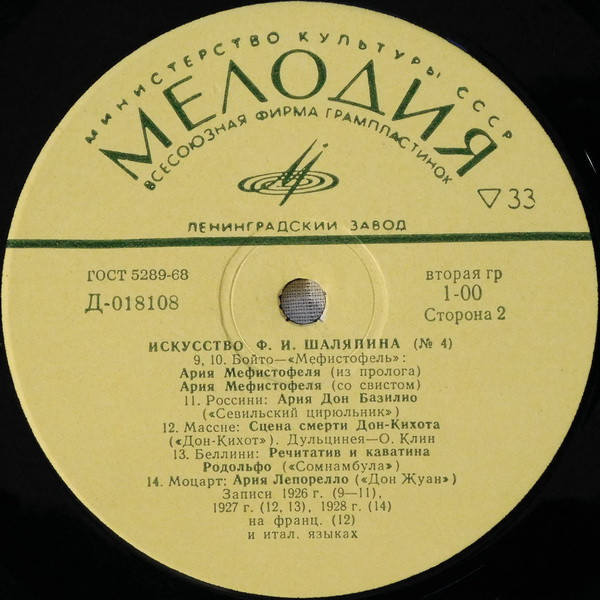 МИНИСТЕРСТВО КУЛЬТУРЫ СССР
МЕЛОДИЯ
ВСЕСОЮЗНАЯ ФИРМА ГРАМПЛАСТИНОК
33
ЛЕНИНГРАДСКИЙ ЗАВОД
ГОСТ 5289-68
Д-018108
вторая гр
1-00
Сторона 2
ИСКУССТВО Ф. И. ШАЛЯПИНА (№ 4)
9, 10. Бойто—«Мефистофель»:
Ария Мефистофеля (из пролога)
Ария Мефистофеля (со свистом)
11. Россини: Ария Дон Базилио
(«Севильский цирюльник»)
12. Массне: Сцена смерти Дон-Кихота
(«Дон-Кихот»). Дульцинея—О. Клин
13. Беллини: Речитатив и каватина
Родольфо («Сомнамбула»)
14. Моцарт: Ария Лепорелло («Дон Жуан»)
Записи 1926 г. (9—11),
1927 г. (12, 13), 1928 г. (14)
на франц. (12)
и итал. языках